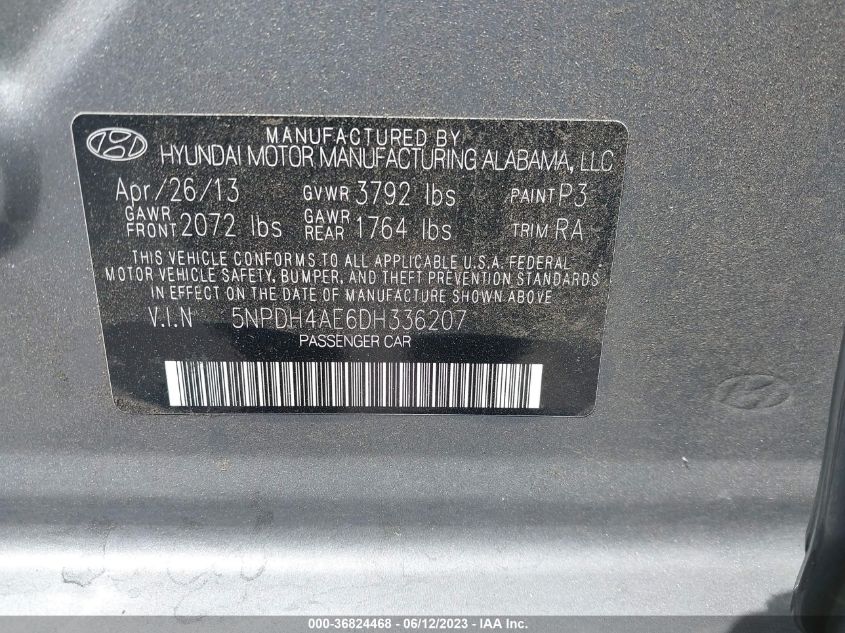 MANUFACTURED BY
HYUNDAI MOTOR MANUFACTURING ALABAMA, LLC
Apr/26/13 GVWR 3792 lbs PAINT P3
GAWR FRONT 2072 lbs GAWR REAR 1764 lbs TRIM RA
THIS VEHICLE CONFORMS TO ALL APPLICABLE U.S.A. FEDERAL
MOTOR VEHICLE SAFETY, BUMPER, AND THEFT PREVENTION STANDARDS
IN EFFECT ON THE DATE OF MANUFACTURE SHOWN ABOVE
V.I.N 5NPDH4AE6DH336207
PASSENGER CAR
000-36824468 - 06/12/2023 - IAA Inc.